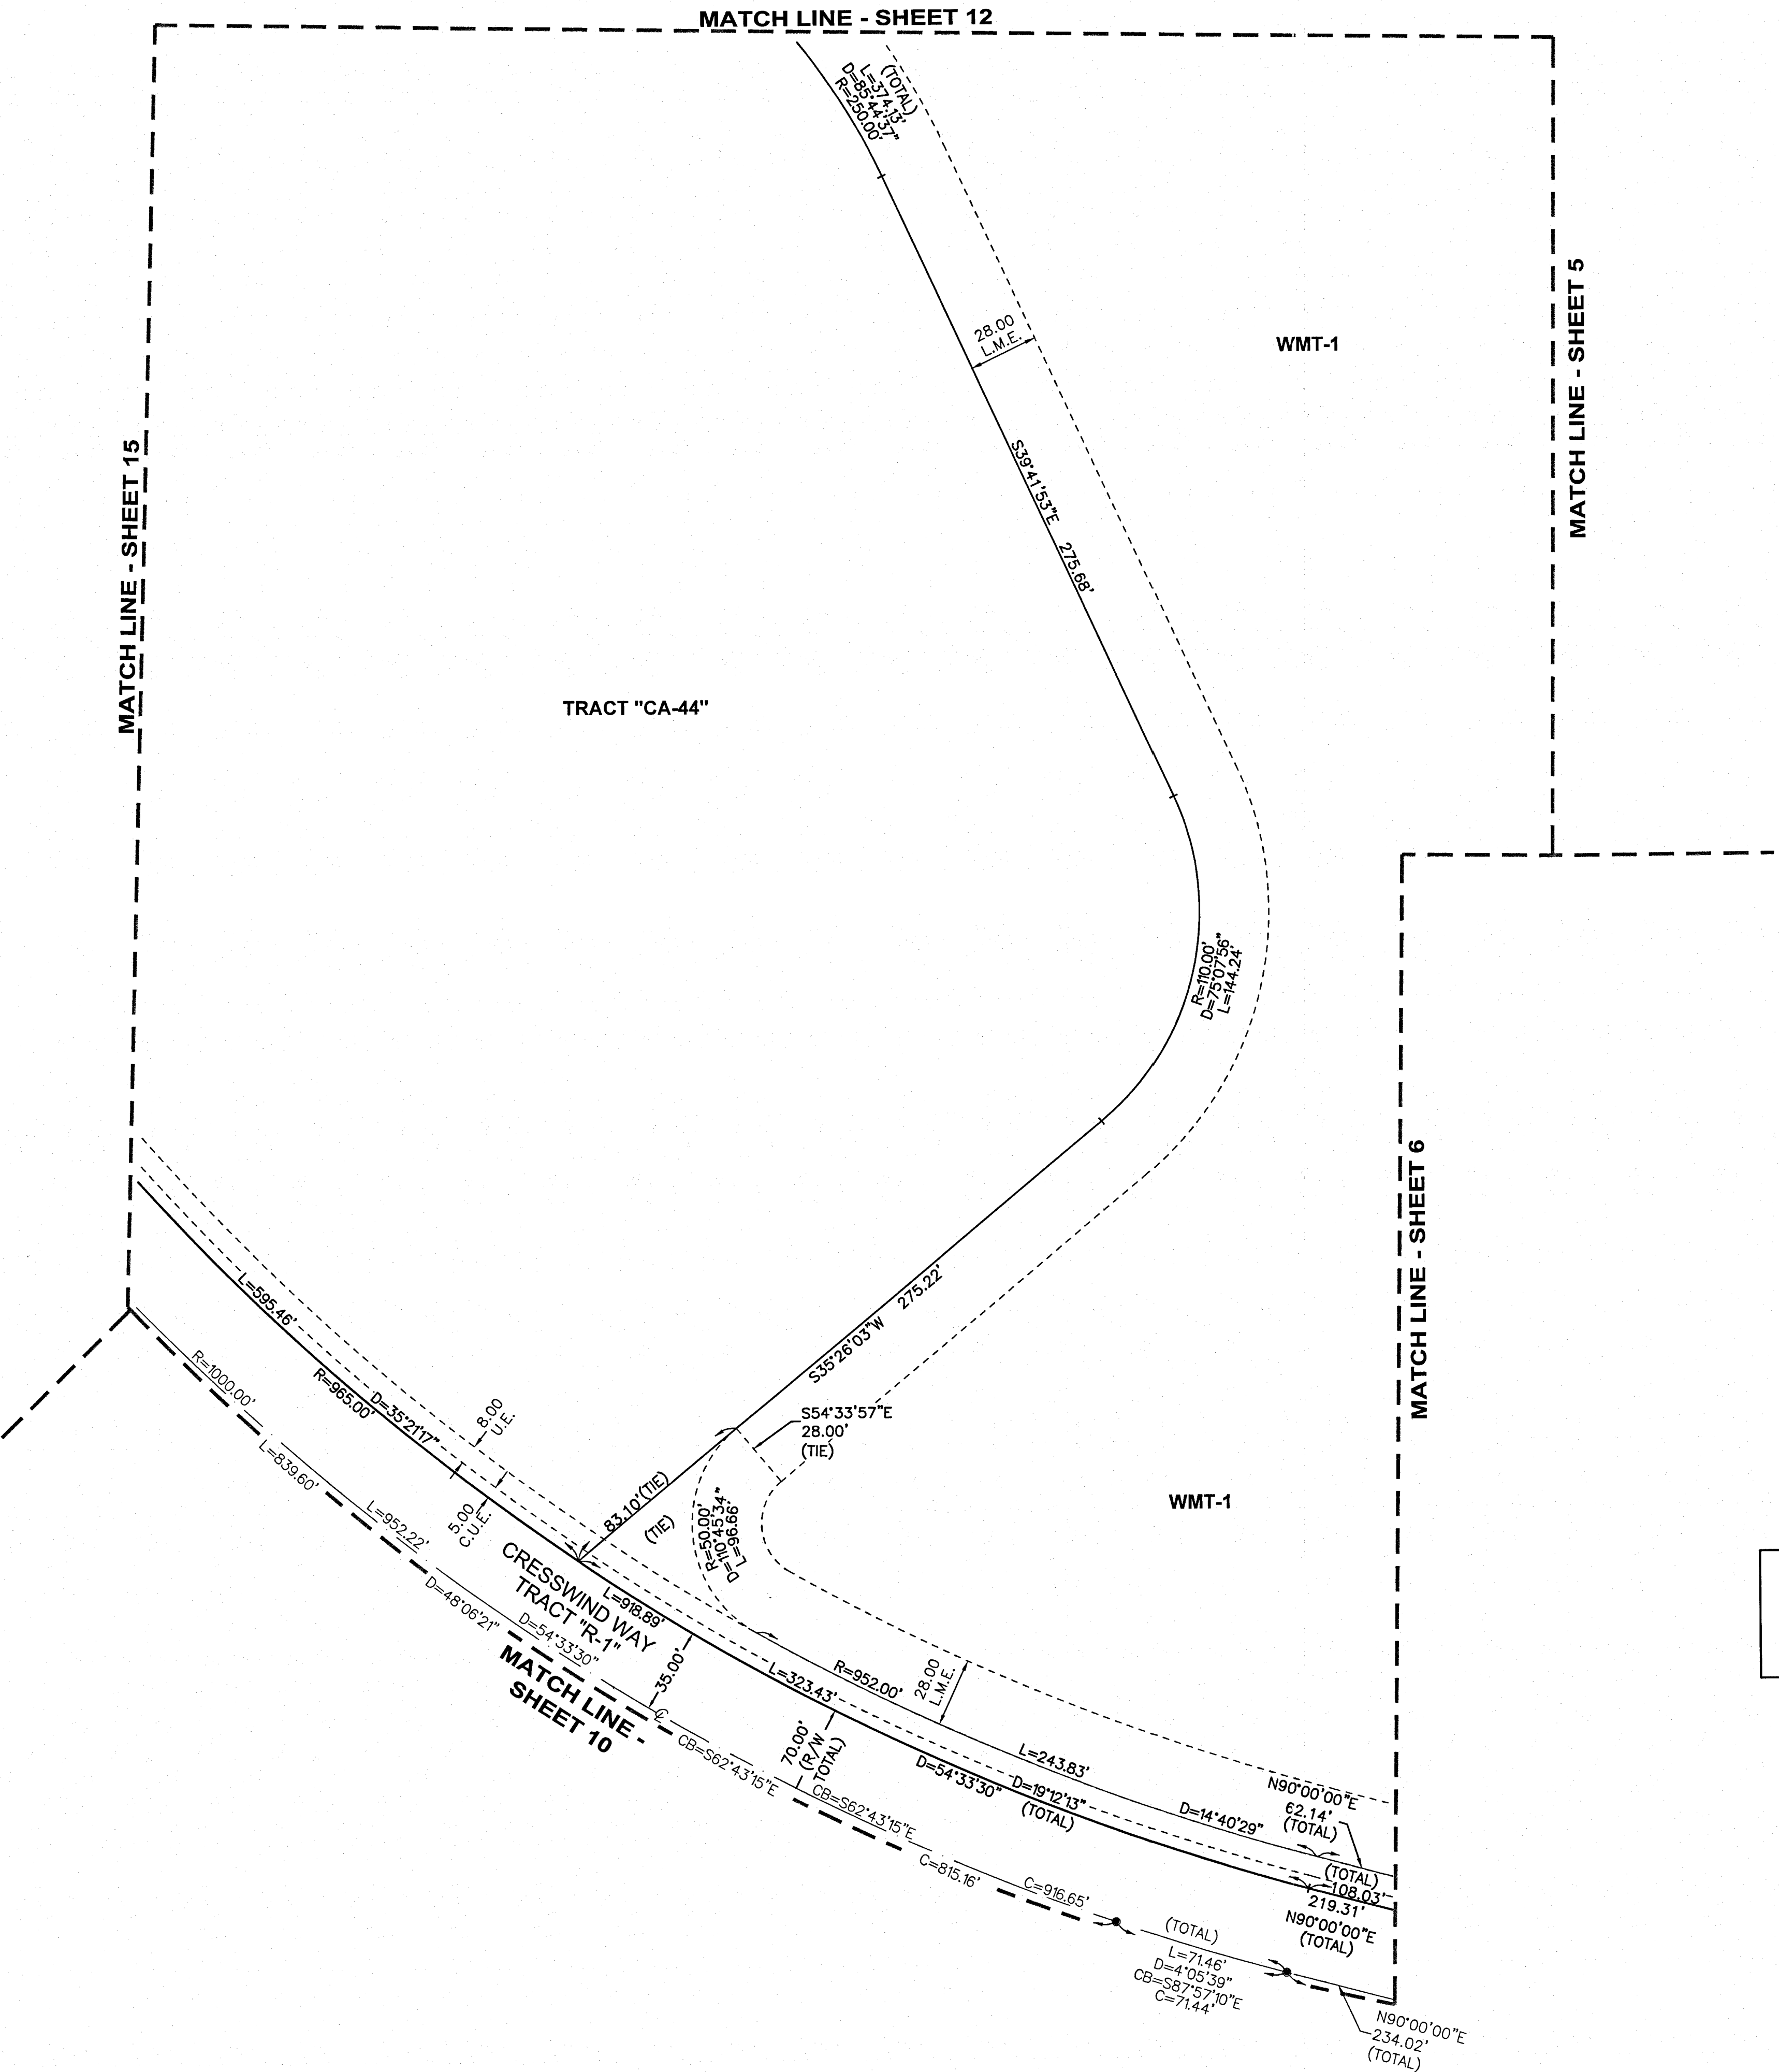 MATCH LINE - SHEET 12
(TOTAL)
L=374.13'
D=85°44'37"
R=250.00'
MATCH LINE - SHEET 5
28.00
L.M.E.
WMT-1
MATCH LINE - SHEET 15
S39°41'53"E 275.68'
TRACT "CA-44"
R=110.00'
D=75°07'56"
L=144.24'
MATCH LINE - SHEET 6
S35°26'03"W 275.22'
L=595.46'
R=1000.00'
R=965.00'
D=35°21'17"
8.00
U.E.
S54°33'57"E
28.00'
(TIE)
L=839.60'
L=952.22'
5.00
C.U.E.
83.10'(TIE)
(TIE)
R=50.00'
D=110°45'34"
L=96.66'
WMT-1
CRESSWIND WAY
TRACT "R-1"
L=918.89'
D=48°06'21"
D=54°33'30"
MATCH LINE -
SHEET 10
35.00'
L=323.43'
R=952.00'
28.00
L.M.E.
℄
CB=S62°43'15"E
70.00'
(R/W
TOTAL)
CB=S62°43'15"E
L=243.83'
D=54°33'30"
D=19°12'13"
(TOTAL)
D=14°40'29"
N90°00'00"E
62.14'
(TOTAL)
C=815.16'
C=916.65'
(TOTAL)
108.03'
219.31'
N90°00'00"E
(TOTAL)
(TOTAL)
L=71.46'
D=4°05'39"
CB=S87°57'10"E
C=71.44'
N90°00'00"E
234.02'
(TOTAL)